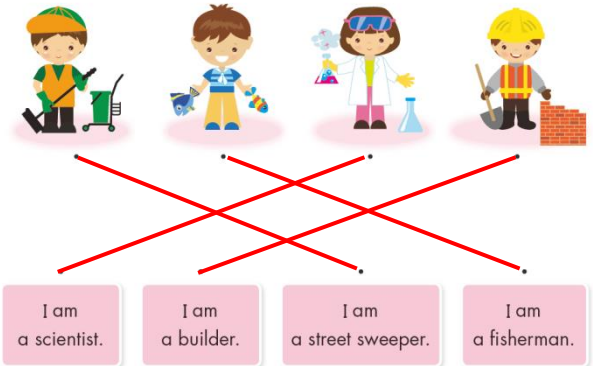 I am
a scientist.
I am
a builder.
I am
a street sweeper.
I am
a fisherman.